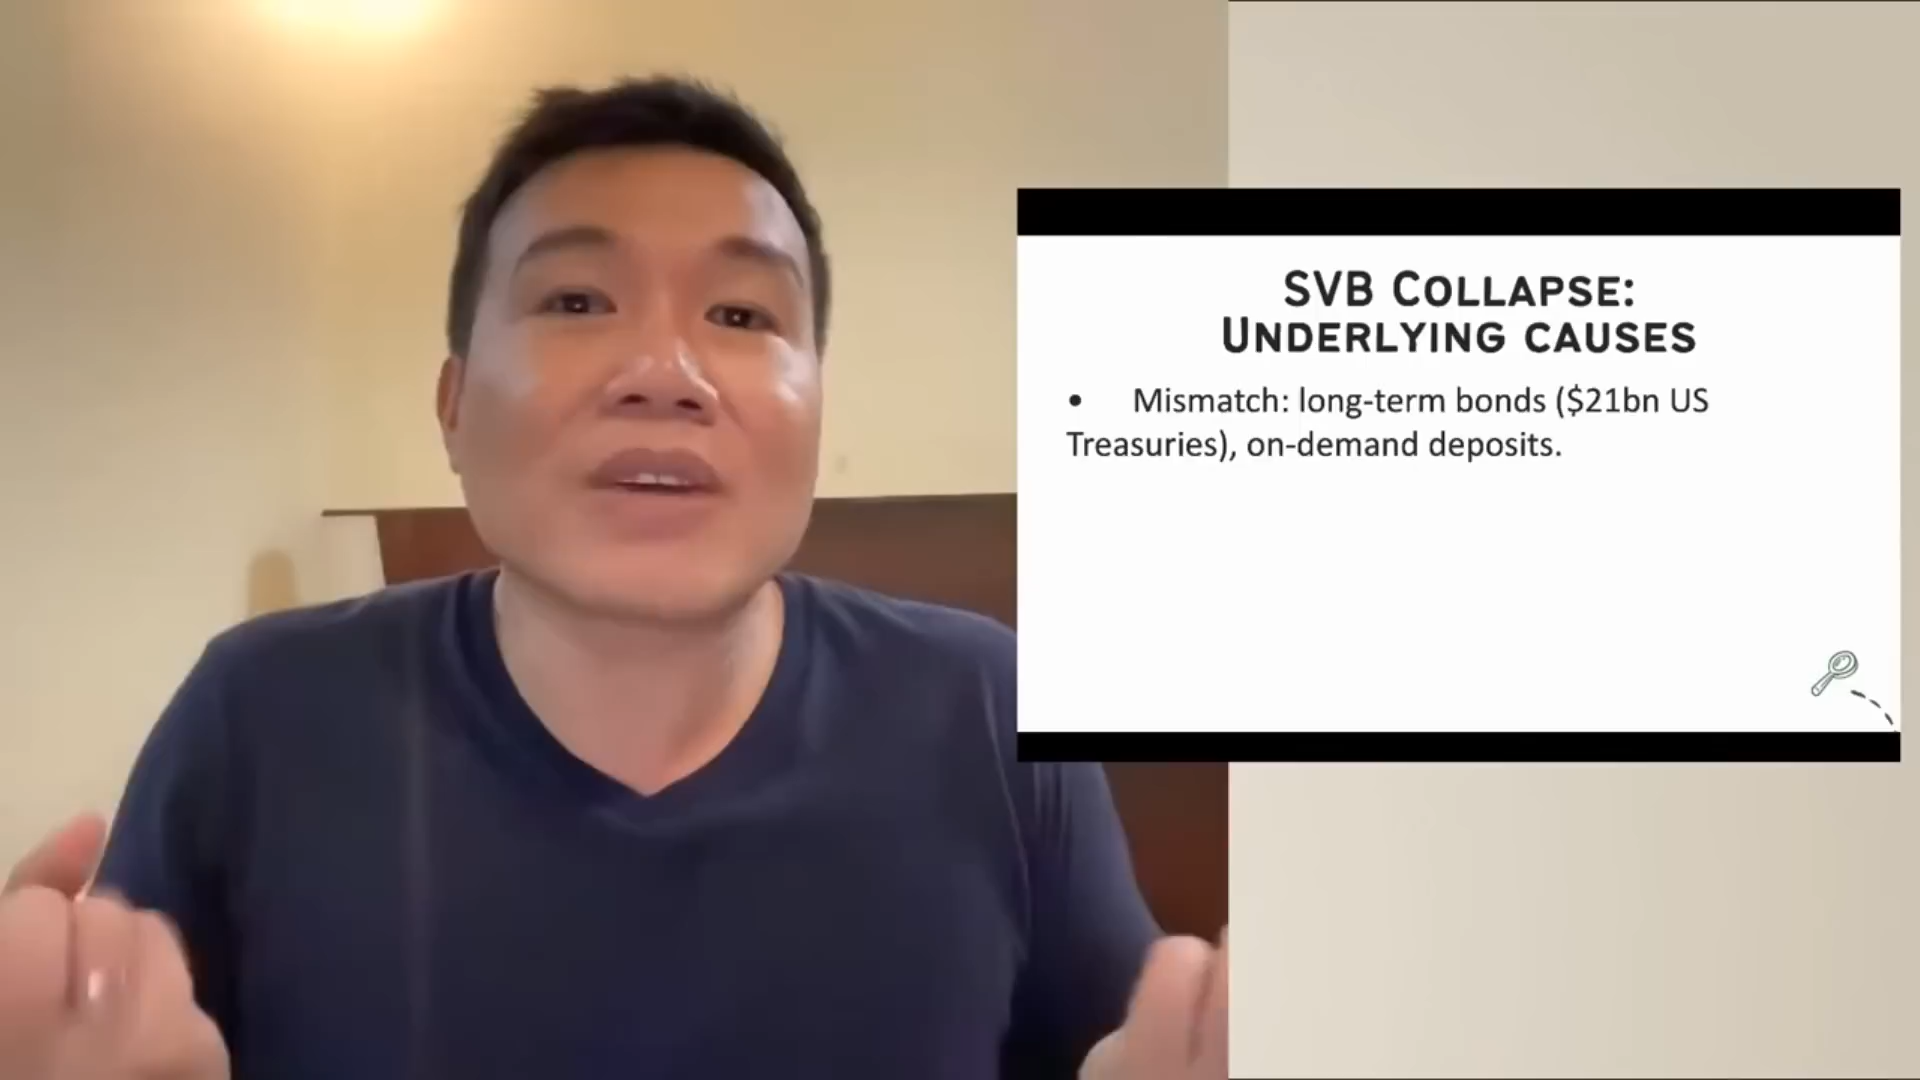 SVB Collapse:
Underlying causes
• Mismatch: long-term bonds ($21bn US
Treasuries), on-demand deposits.